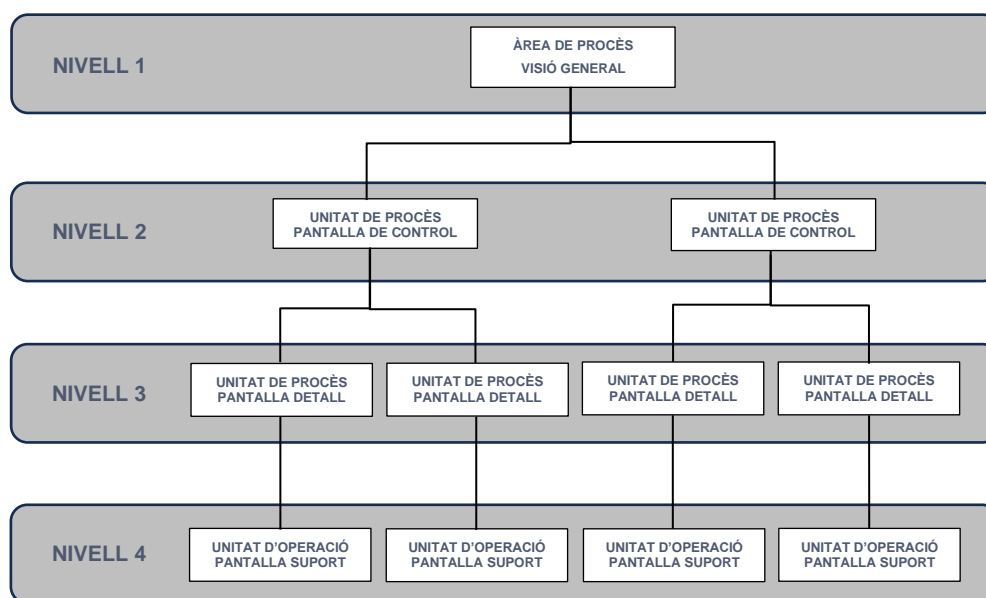 NIVELL 1
ÀREA DE PROCÈS
VISIÓ GENERAL
NIVELL 2
UNITAT DE PROCÈS
PANTALLA DE CONTROL
UNITAT DE PROCÈS
PANTALLA DE CONTROL
NIVELL 3
UNITAT DE PROCÈS
PANTALLA DETALL
UNITAT DE PROCÈS
PANTALLA DETALL
UNITAT DE PROCÈS
PANTALLA DETALL
UNITAT DE PROCÈS
PANTALLA DETALL
NIVELL 4
UNITAT D’OPERACIÓ
PANTALLA SUPORT
UNITAT D’OPERACIÓ
PANTALLA SUPORT
UNITAT D’OPERACIÓ
PANTALLA SUPORT
UNITAT D’OPERACIÓ
PANTALLA SUPORT